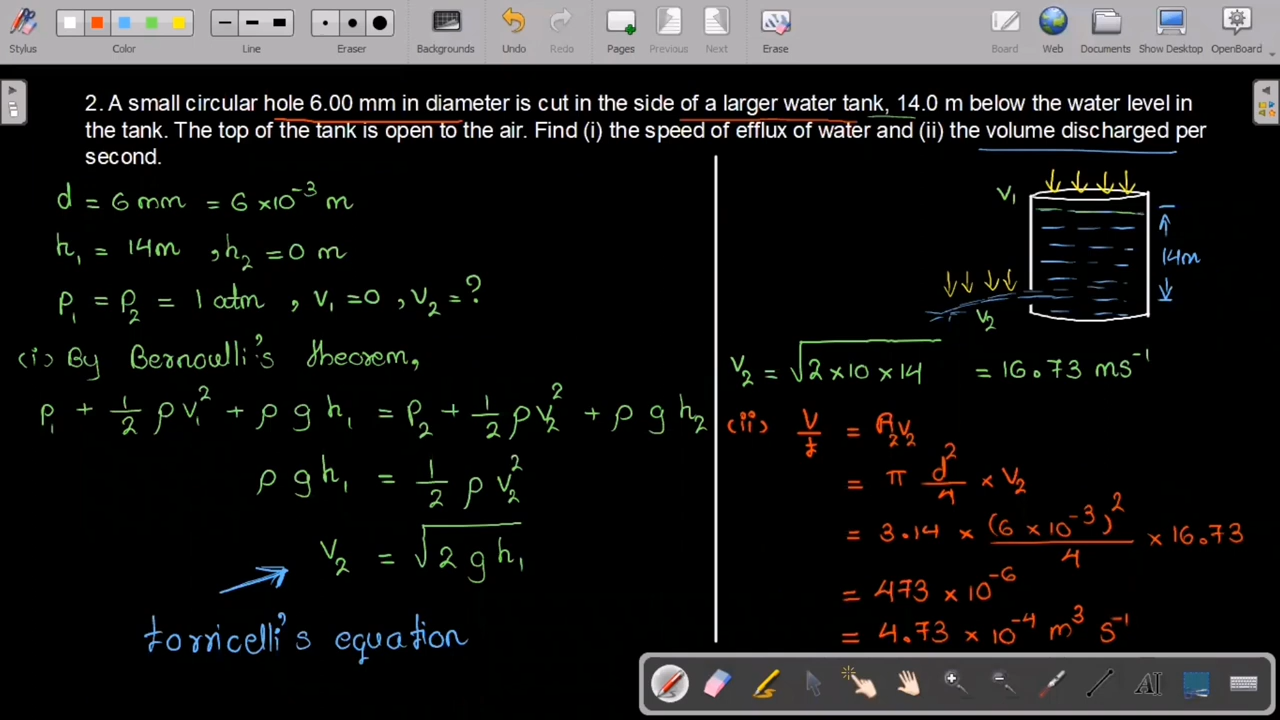 Stylus
Color
Line
Eraser
Backgrounds
Undo
Redo
Pages
Previous
Next
Erase
Board
Web
Documents
Show Desktop
OpenBoard
2. A small circular hole 6.00 mm in diameter is cut in the side of a larger water tank, 14.0 m below the water level in
the tank. The top of the tank is open to the air. Find (i) the speed of efflux of water and (ii) the volume discharged per
second.
d = 6 mm = 6 × 10⁻³ m
h₁ = 14m , h₂ = 0 m
P₁ = P₂ = 1 atm , V₁ = 0 , V₂ = ?
(i) By Bernoulli's theorem,
P₁ + 1/2 ρ v₁² + ρ g h₁ = P₂ + 1/2 ρ v₂² + ρ g h₂
ρ g h₁ = 1/2 ρ v₂²
V₂ = √2 g h₁
torricelli's equation
V₁
14m
V₂
V₂ = √2 × 10 × 14 = 16.73 ms⁻¹
(ii) V/t = A₂V₂
= π d²/4 × V₂
= 3.14 × (6 × 10⁻³)²/4 × 16.73
= 473 × 10⁻⁶
= 4.73 × 10⁻⁴ m³ s⁻¹
AI